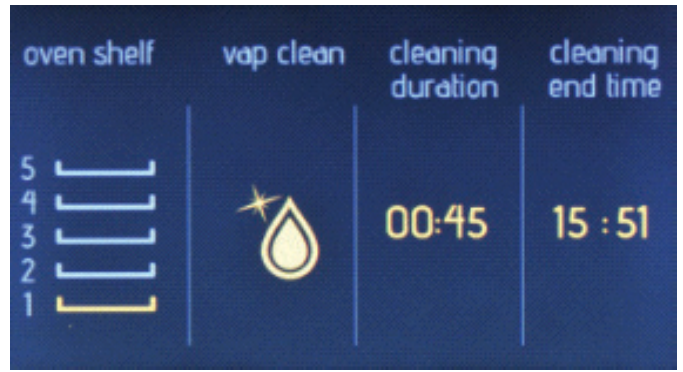 oven shelf
vap clean
cleaning
duration
cleaning
end time
5
4
3
2
1
00:45
15 : 51